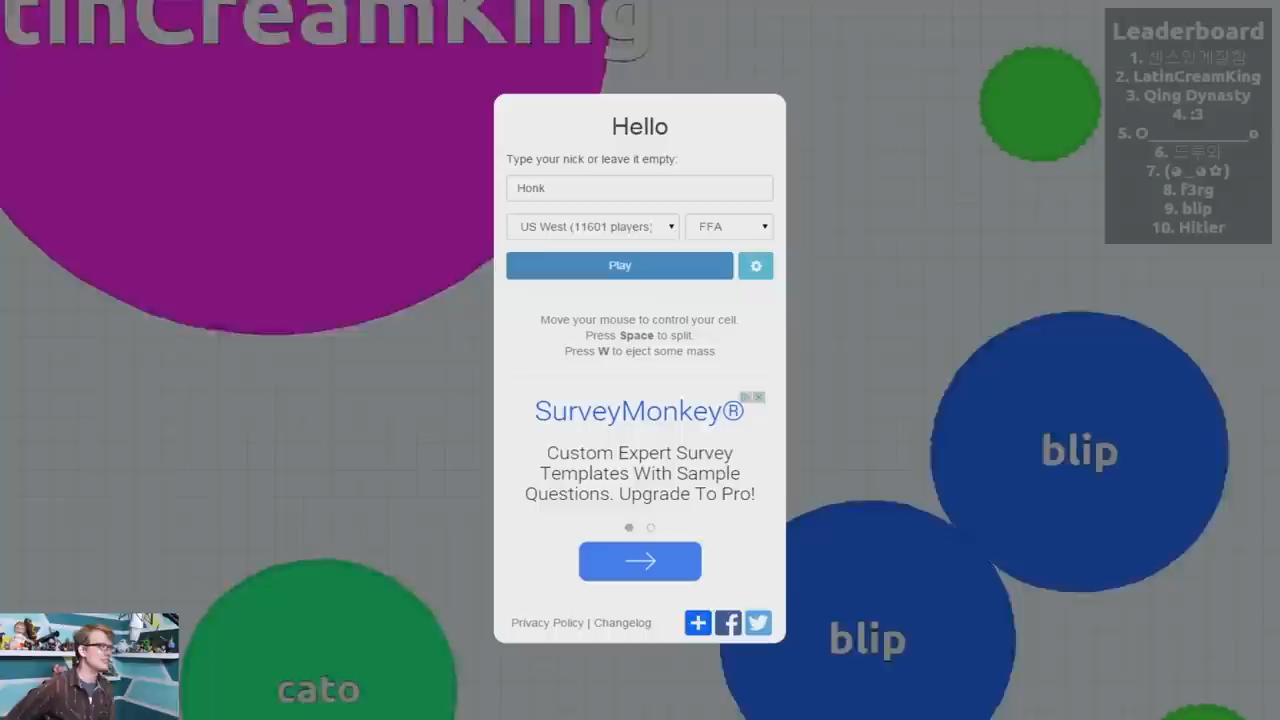 tinCreamKing
Leaderboard
1. 센스있게잘함
2. LatinCreamKing
3. Qing Dynasty
4. :3
5. O___________o
6. 드루와
7. (◕‿◕✿)
8. f3rg
9. blip
10. Hitler
Hello
Type your nick or leave it empty:
Honk
US West (11601 players)
FFA
Play
Move your mouse to control your cell.
Press Space to split.
Press W to eject some mass
SurveyMonkey®
Custom Expert Survey
Templates With Sample
Questions. Upgrade To Pro!
Privacy Policy | Changelog
blip
blip
cato